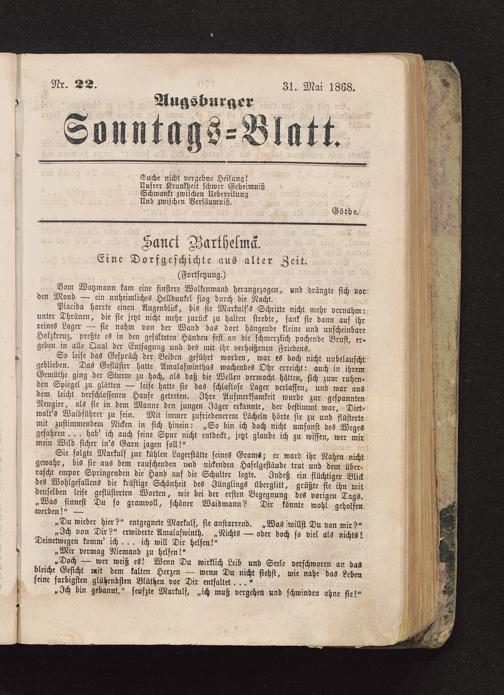 Nr. 22.
31. Mai 1868.
Augsburger
Sonntags=Blatt.
Suche nicht vergebne Heilung!
Unsrer Krankheit schwer Geheimniß
Schwankt zwischen Uebereilung
Und zwischen Versäumniß.
Göthe.
Sanct Barthelmä.
Eine Dorfgeschichte aus alter Zeit.
(Fortsetzung.)
Vom Watzmann kam eine finstere Wolkenwand herangezogen, und drängte sich vor
den Mond — ein unheimliches Helldunkel flog durch die Nacht.
Placida harrte einen Augenblick, bis sie Markulf's Schritte nicht mehr vernahm:
unter Thränen, die sie jetzt nicht mehr zurück zu halten strebte, sank sie dann auf ihr
reines Lager — sie nahm von der Wand das dort hängende kleine und unscheinbare
Holzkreuz, preßte es in den gefalteten Händen fest an die schmerzlich pochende Brust, er-
geben in alle Qual der Entsagung und des mit ihr verheißenen Friedens.
So leise das Gespräch der Beiden geführt worden, war es doch nicht unbelauscht
geblieben. Das Geflüster hatte Amalaswinthas wachendes Ohr erreicht: auch in ihrem
Gemüthe ging der Sturm zu hoch, als daß die Wellen vermocht hätten, sich zum ruhen-
den Spiegel zu glätten — leise hatte sie das schlaflose Lager verlassen, und war aus
dem leicht verschlossenen Hause getreten. Ihre Aufmerksamkeit wurde zur gespannten
Neugier, als sie in dem Manne den jungen Jäger erkannte, der bestimmt war, Diet-
walt's Waidführer zu sein. Mit immer zufriedenerem Lächeln hörte sie zu und flüsterte
mit zustimmendem Nicken in sich hinein: „So bin ich doch nicht umsonst des Weges
gefahren . . . hab' ich auch seine Spur nicht entdeckt, jetzt glaube ich zu wissen, wer mir
mein Wild sicher in's Garn jagen soll!"
Sie folgte Markulf zur kühlen Lagerstätte seines Grams; er ward ihr Nahen nicht
gewahr, bis sie aus dem rauschenden und nickenden Haselgestäude trat und dem über-
rascht empor Springenden die Hand auf die Schulter legte. Indeß ein flüchtiger Blick
des Wohlgefallens die kräftige Schönheit des Jünglings überglitt, grüßte sie ihn mit
denselben leise geflüsterten Worten, wie bei der ersten Begegnung des vorigen Tags.
„Was sinnest Du so gramvoll, schöner Waidmann? Dir könnte wohl geholfen
werden!" —
„Du wieder hier?" entgegnete Markulf, sie anstarrend. „Was willst Du von mir?"
„Ich von Dir?" erwiderte Amalaswinth. „Nichts — oder doch so viel als nichts!
Deinetwegen komm' ich . . . ich will Dir helfen!"
„Mir vermag Niemand zu helfen!"
„Doch — wer weiß es! Wenn Du wirklich Leib und Seele verschworen an das
bleiche Gesicht mit dem kalten Herzen — wenn Du nicht siehst, wie nahe das Leben
seine farbigsten glühendsten Blüthen vor Dir entfaltet . . ."
„Ich bin gebannt," seufzte Markulf, „ich muß vergehen und schwinden ohne sie!"